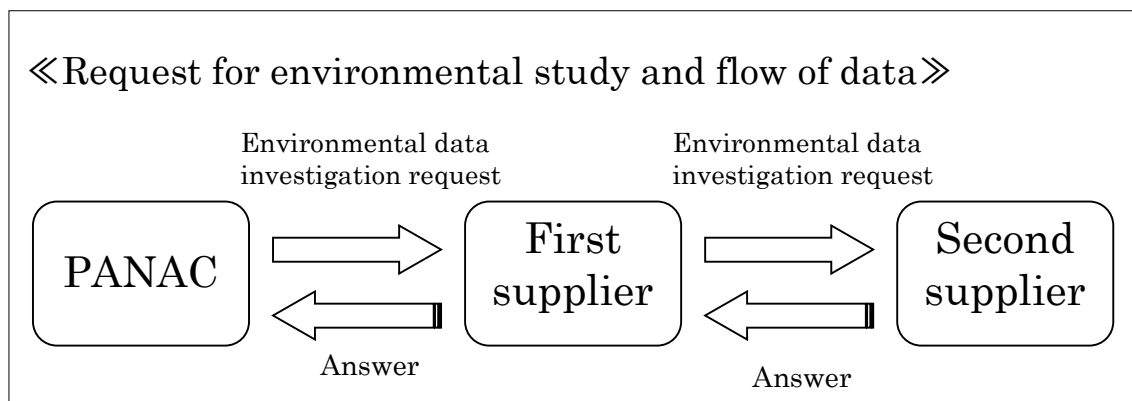 ≪Request for environmental study and flow of data≫
Environmental data
investigation request
Environmental data
investigation request
PANAC
First
supplier
Second
supplier
Answer
Answer